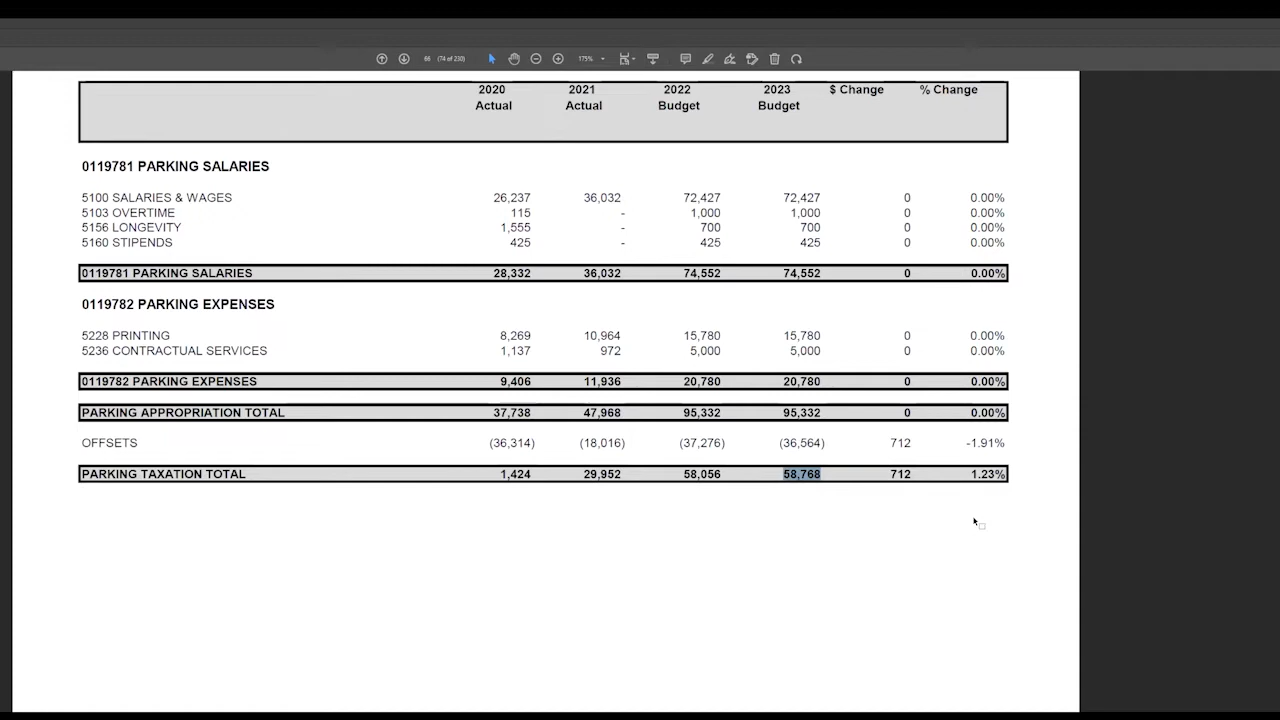 66 (74 of 230) 175%
2020 2021 2022 2023 $ Change % Change
Actual Actual Budget Budget
0119781 PARKING SALARIES
5100 SALARIES & WAGES 26,237 36,032 72,427 72,427 0 0.00%
5103 OVERTIME 115 - 1,000 1,000 0 0.00%
5156 LONGEVITY 1,555 - 700 700 0 0.00%
5160 STIPENDS 425 - 425 425 0 0.00%
0119781 PARKING SALARIES 28,332 36,032 74,552 74,552 0 0.00%
0119782 PARKING EXPENSES
5228 PRINTING 8,269 10,964 15,780 15,780 0 0.00%
5236 CONTRACTUAL SERVICES 1,137 972 5,000 5,000 0 0.00%
0119782 PARKING EXPENSES 9,406 11,936 20,780 20,780 0 0.00%
PARKING APPROPRIATION TOTAL 37,738 47,968 95,332 95,332 0 0.00%
OFFSETS (36,314) (18,016) (37,276) (36,564) 712 -1.91%
PARKING TAXATION TOTAL 1,424 29,952 58,056 58,768 712 1.23%